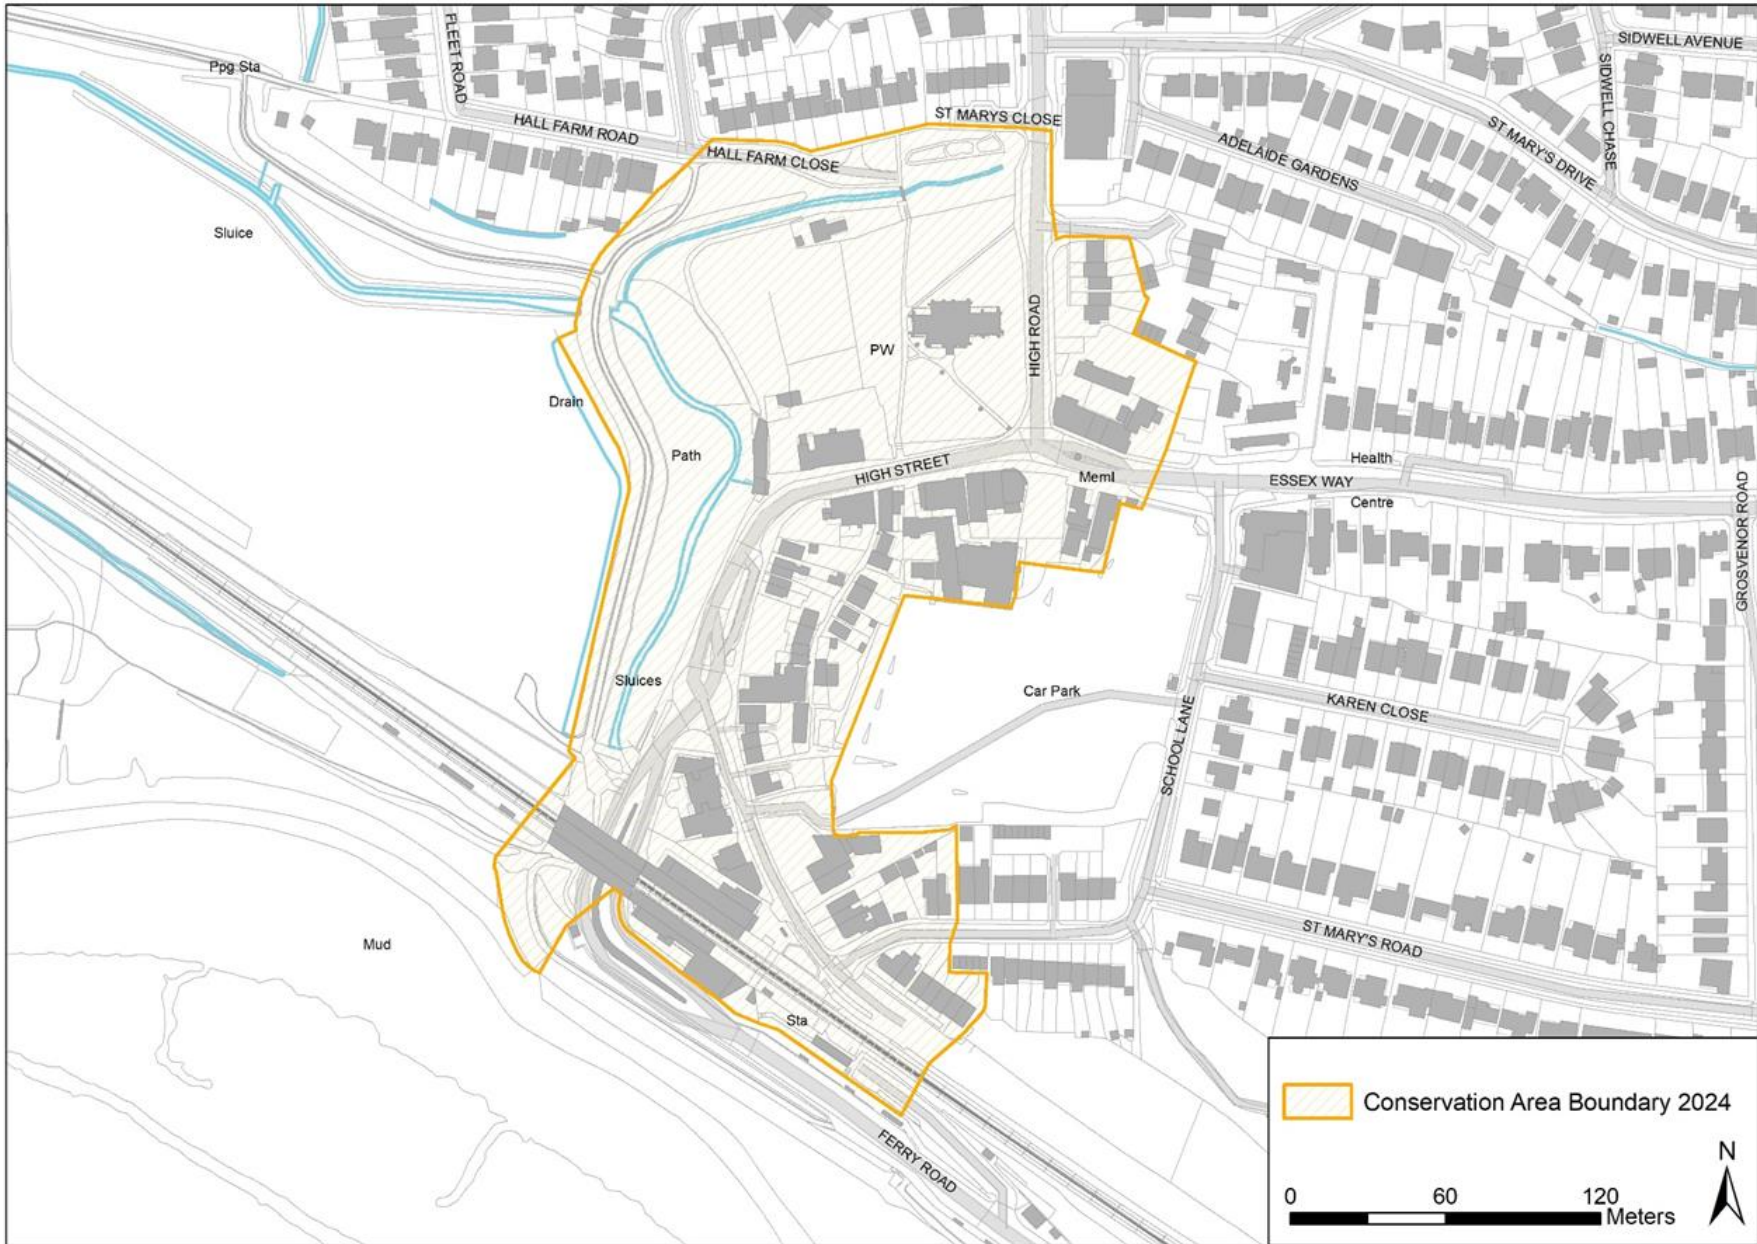 SIDWELL AVENUE
FLEET ROAD
Ppg Sta
SIDWELL CHASE
ST MARYS CLOSE
HALL FARM ROAD
ST MARY'S DRIVE
HALL FARM CLOSE
ADELAIDE GARDENS
Sluice
HIGH ROAD
PW
Drain
Path
HIGH STREET
Meml
Health
ESSEX WAY
Centre
GROSVENOR ROAD
Sluices
Car Park
KAREN CLOSE
SCHOOL LANE
ST MARY'S ROAD
Mud
Sta
FERRY ROAD
Conservation Area Boundary 2024
N
0 60 120
Meters